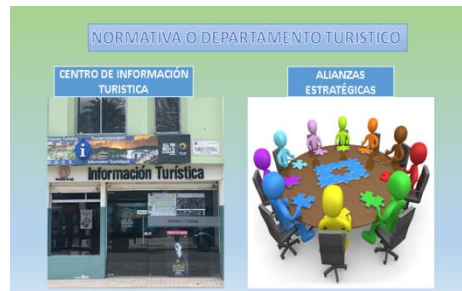 NORMATIVA O DEPARTAMENTO TURISTICO
CENTRO DE INFORMACIÓN
TURISTICA
ALIANZAS
ESTRATÉGICAS
i
Información Turística